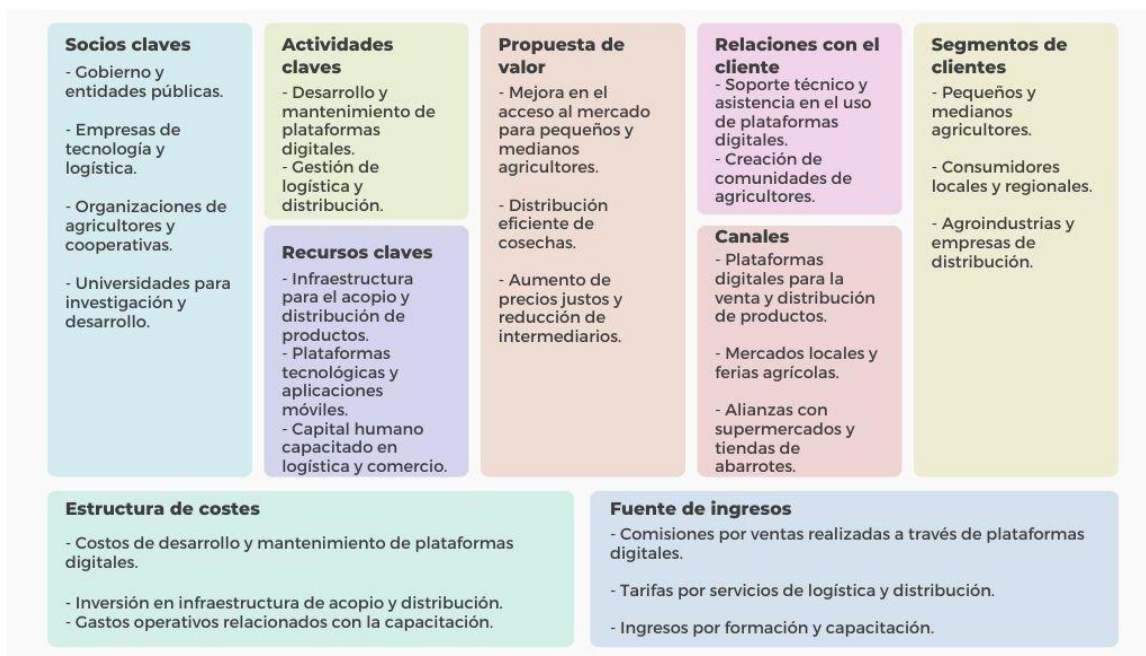 Socios claves
- Gobierno y
entidades públicas.
- Empresas de
tecnología y
logística.
- Organizaciones de
agricultores y
cooperativas.
- Universidades para
investigación y
desarrollo.
Actividades
claves
- Desarrollo y
mantenimiento de
plataformas
digitales.
- Gestión de
logística y
distribución.
Recursos claves
- Infraestructura
para el acopio y
distribución de
productos.
- Plataformas
tecnológicas y
aplicaciones
móviles.
- Capital humano
capacitado en
logística y comercio.
Propuesta de
valor
- Mejora en el
acceso al mercado
para pequeños y
medianos
agricultores.
- Distribución
eficiente de
cosechas.
- Aumento de
precios justos y
reducción de
intermediarios.
Relaciones con el
cliente
- Soporte técnico y
asistencia en el uso
de plataformas
digitales.
- Creación de
comunidades de
agricultores.
Canales
- Plataformas
digitales para la
venta y distribución
de productos.
- Mercados locales y
ferias agrícolas.
- Alianzas con
supermercados y
tiendas de
abarrotes.
Segmentos de
clientes
- Pequeños y
medianos
agricultores.
- Consumidores
locales y regionales.
- Agroindustrias y
empresas de
distribución.
Estructura de costes
- Costos de desarrollo y mantenimiento de plataformas
digitales.
- Inversión en infraestructura de acopio y distribución.
- Gastos operativos relacionados con la capacitación.
Fuente de ingresos
- Comisiones por ventas realizadas a través de plataformas
digitales.
- Tarifas por servicios de logística y distribución.
- Ingresos por formación y capacitación.